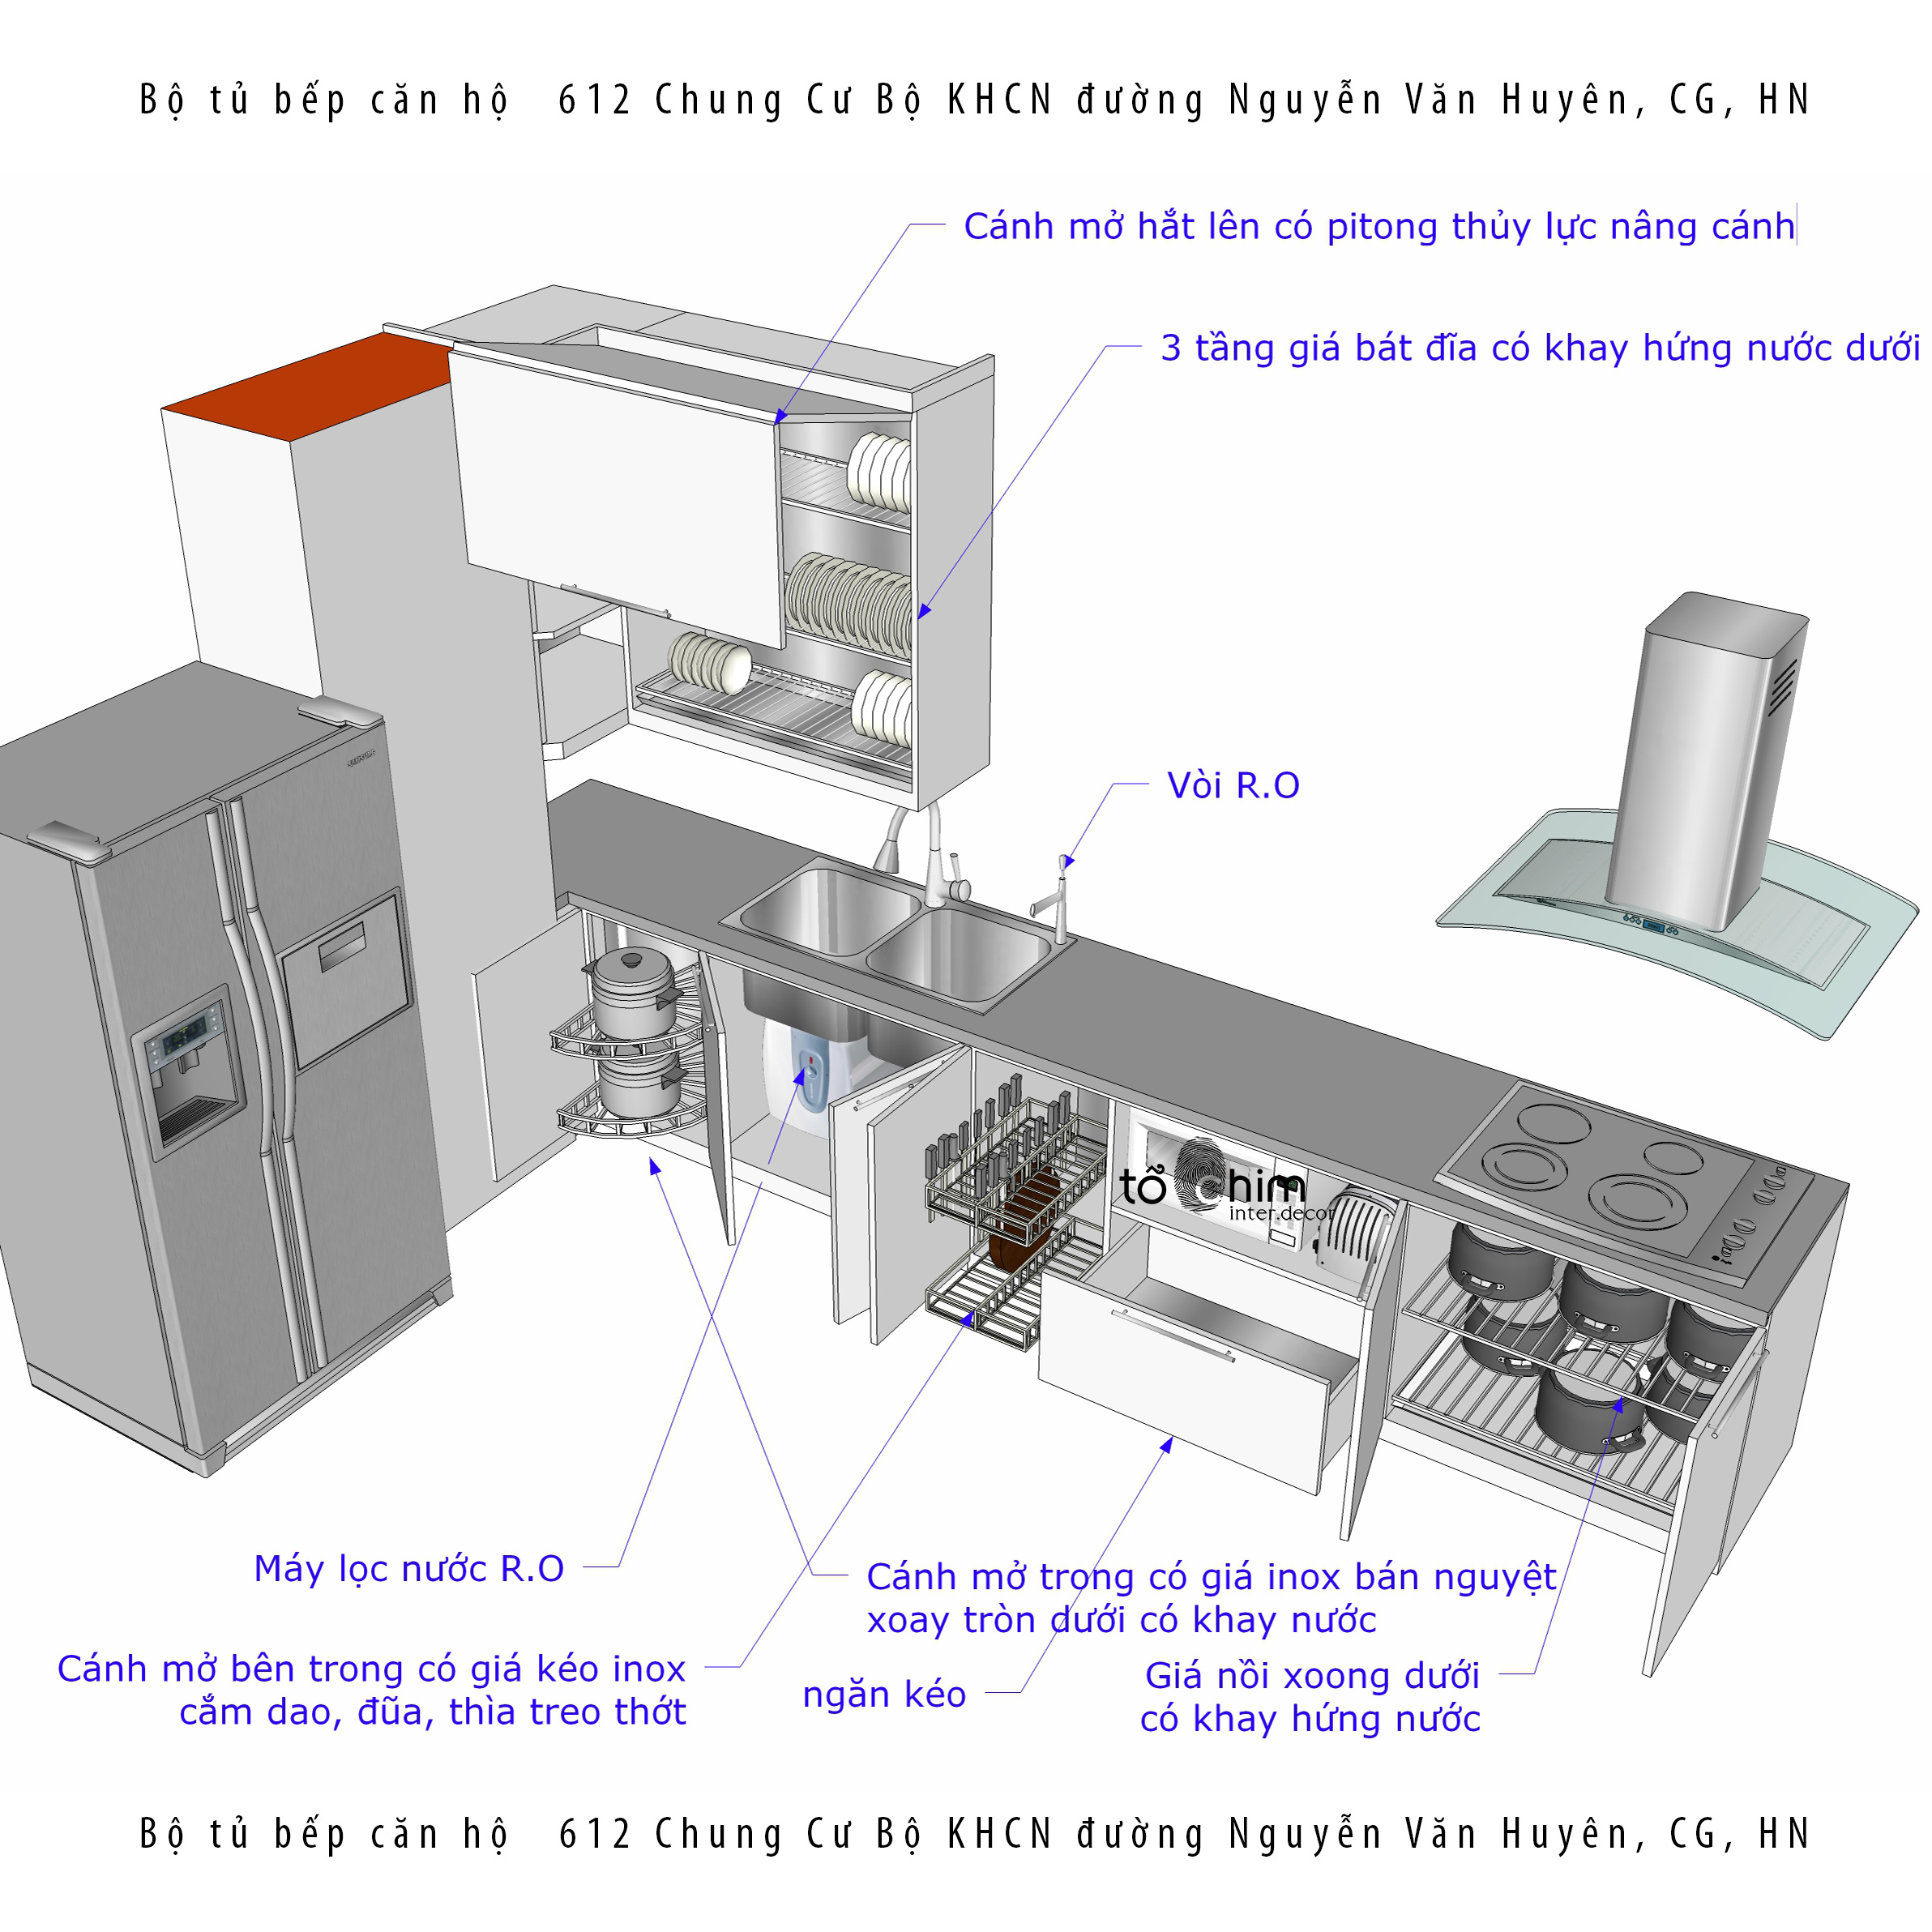 Bộ tủ bếp căn hộ 612 Chung Cư Bộ KHCN đường Nguyễn Văn Huyên, CG, HN
Cánh mở hắt lên có pitong thủy lực nâng cánh
3 tầng giá bát đĩa có khay hứng nước dưới
Vòi R.O
tổ chim
inter.decor
Máy lọc nước R.O
Cánh mở trong có giá inox bán nguyệt
xoay tròn dưới có khay nước
Cánh mở bên trong có giá kéo inox
cắm dao, đũa, thìa treo thớt
ngăn kéo
Giá nồi xoong dưới
có khay hứng nước
Bộ tủ bếp căn hộ 612 Chung Cư Bộ KHCN đường Nguyễn Văn Huyên, CG, HN